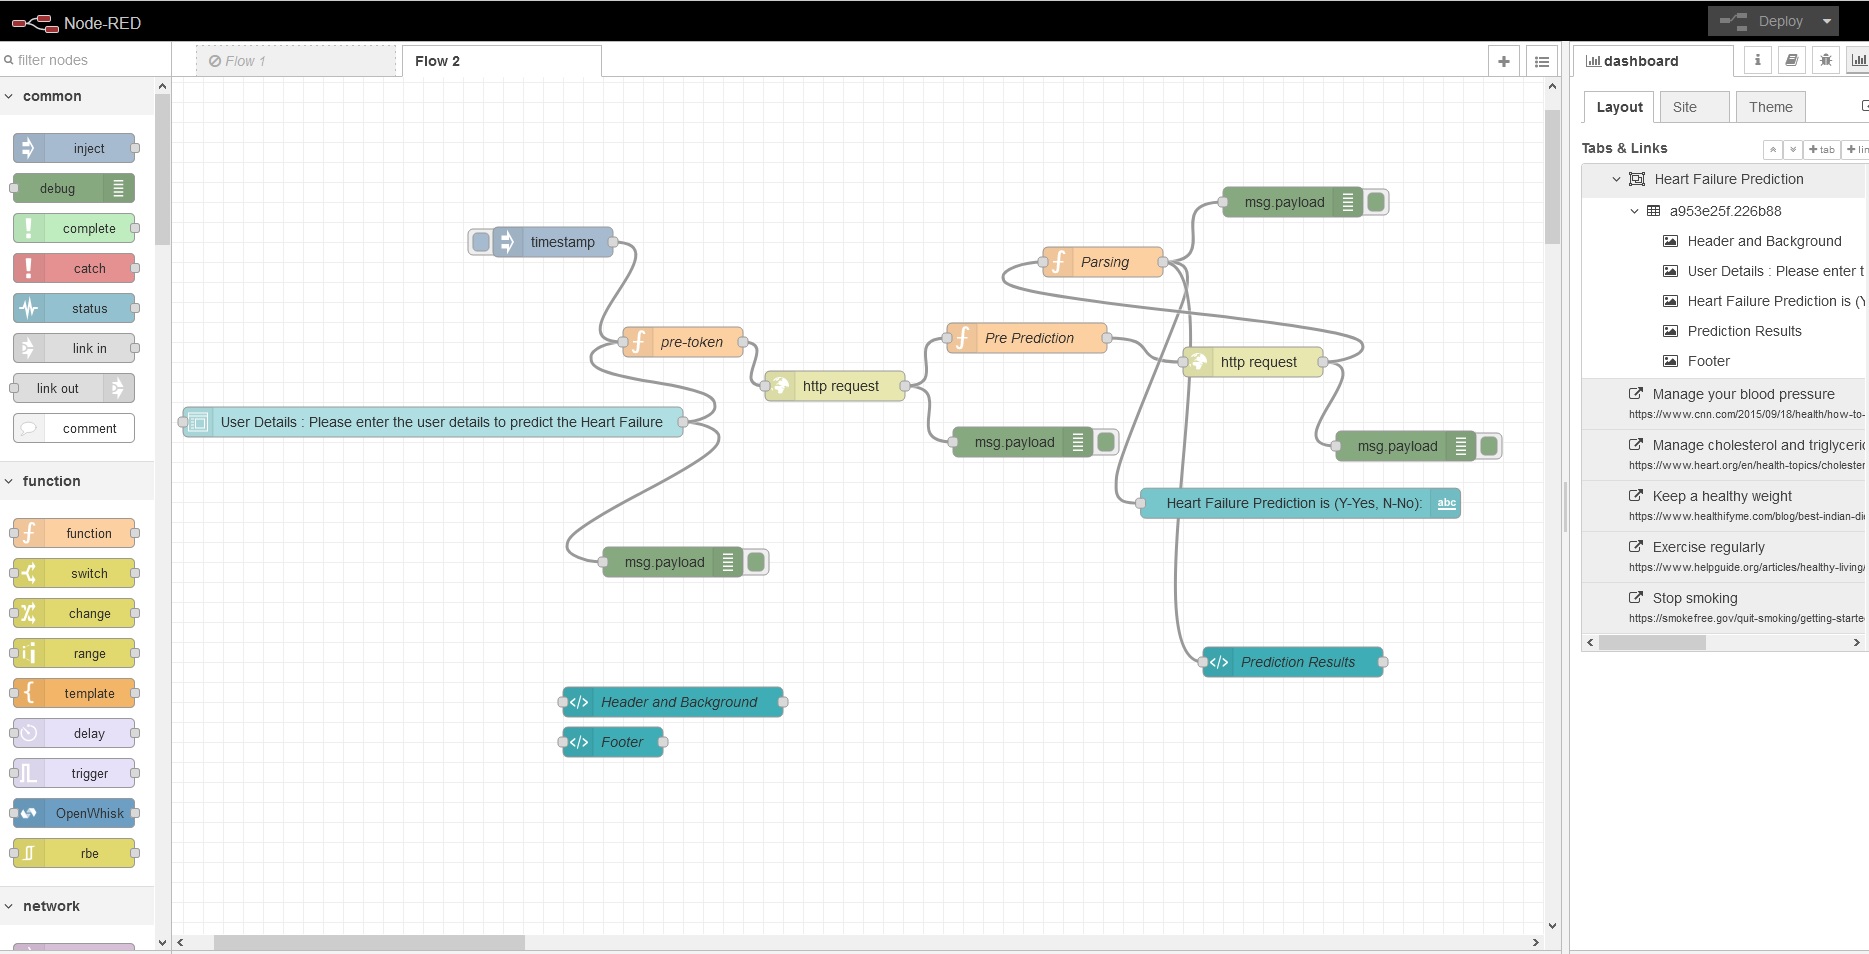 Node-RED
Deploy
filter nodes
Flow 1
Flow 2
dashboard
i
Layout
Site
Theme
common
inject
debug
complete
catch
status
link in
link out
comment
function
function
switch
change
range
template
delay
trigger
OpenWhisk
rbe
network
timestamp
pre-token
http request
User Details : Please enter the user details to predict the Heart Failure
msg.payload
Pre Prediction
msg.payload
Parsing
msg.payload
http request
msg.payload
Heart Failure Prediction is (Y-Yes, N-No):
abc
Prediction Results
Header and Background
Footer
Tabs & Links
+ tab
+ lin
Heart Failure Prediction
a953e25f.226b88
Header and Background
User Details : Please enter t
Heart Failure Prediction is (Y
Prediction Results
Footer
Manage your blood pressure
https://www.cnn.com/2015/09/18/health/how-to-
Manage cholesterol and triglyceri
https://www.heart.org/en/health-topics/cholester
Keep a healthy weight
https://www.healthifyme.com/blog/best-indian-di
Exercise regularly
https://www.helpguide.org/articles/healthy-living/
Stop smoking
https://smokefree.gov/quit-smoking/getting-starte